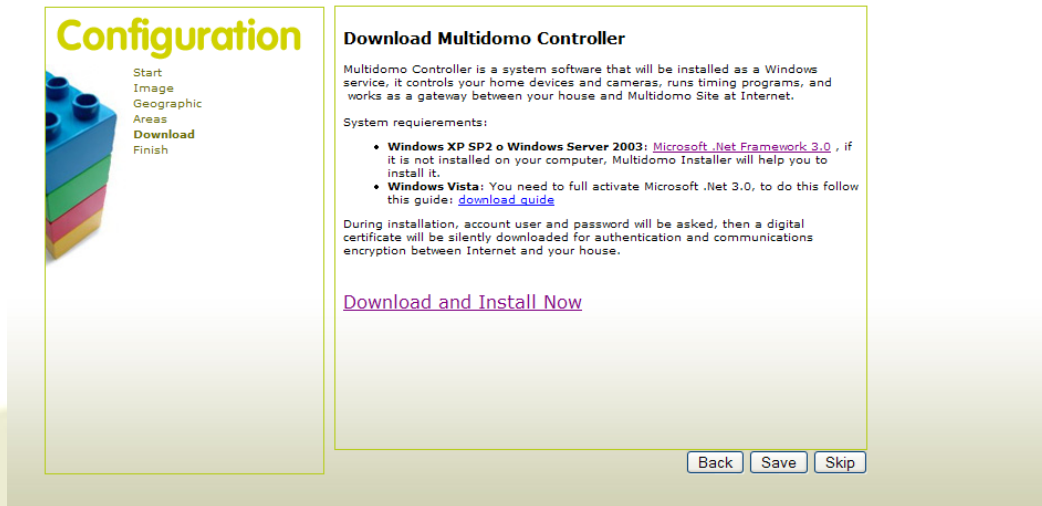 Configuration
Start
Image
Geographic
Areas
Download
Finish
Download Multidomo Controller
Multidomo Controller is a system software that will be installed as a Windows
service, it controls your home devices and cameras, runs timing programs, and
works as a gateway between your house and Multidomo Site at Internet.
System requierements:
• Windows XP SP2 o Windows Server 2003: Microsoft .Net Framework 3.0 , if
it is not installed on your computer, Multidomo Installer will help you to
install it.
• Windows Vista: You need to full activate Microsoft .Net 3.0, to do this follow
this guide: download guide
During installation, account user and password will be asked, then a digital
certificate will be silently downloaded for authentication and communications
encryption between Internet and your house.
Download and Install Now
Back Save Skip